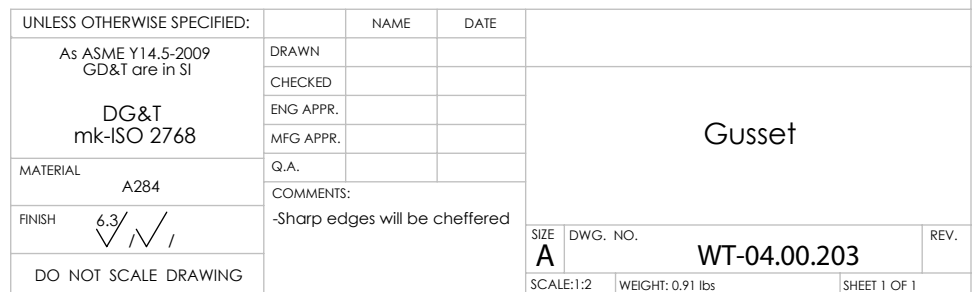 UNLESS OTHERWISE SPECIFIED:
As ASME Y14.5-2009
GD&T are in SI
DG&T
mk-ISO 2768
MATERIAL
A284
FINISH 6.3
DO NOT SCALE DRAWING
NAME DATE
DRAWN
CHECKED
ENG APPR.
MFG APPR.
Q.A.
COMMENTS:
-Sharp edges will be cheffered
Gusset
SIZE DWG. NO. REV.
A WT-04.00.203
SCALE:1:2 WEIGHT: 0.91 lbs SHEET 1 OF 1